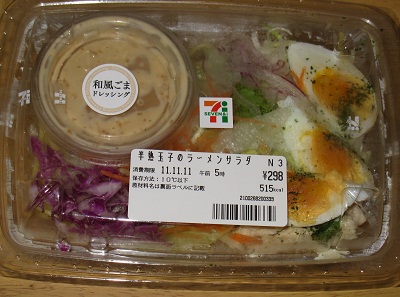 和風ごま
ドレッシング
7
SEVEN&i
半熟玉子のラーメンサラダ N3
消費期限 11.11.11 午前 5時
保存方法:10℃以下
原材料名は裏面ラベルに記載
¥298
515kcal
2100268200309